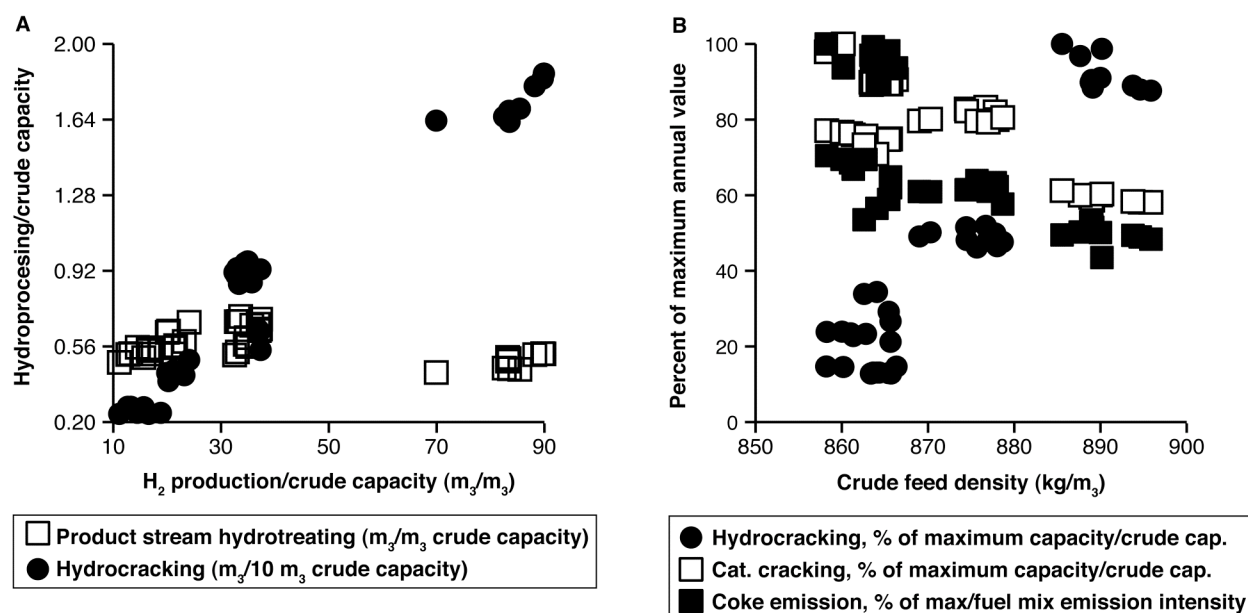 A
Hydroprocesing/crude capacity
2.00
1.64
1.28
0.92
0.56
0.20
10
30
50
70
90
H2 production/crude capacity (m3/m3)
Product stream hydrotreating (m3/m3 crude capacity)
Hydrocracking (m3/10 m3 crude capacity)
B
Percent of maximum annual value
100
80
60
40
20
0
850
860
870
880
890
900
Crude feed density (kg/m3)
Hydrocracking, % of maximum capacity/crude cap.
Cat. cracking, % of maximum capacity/crude cap.
Coke emission, % of max/fuel mix emission intensity